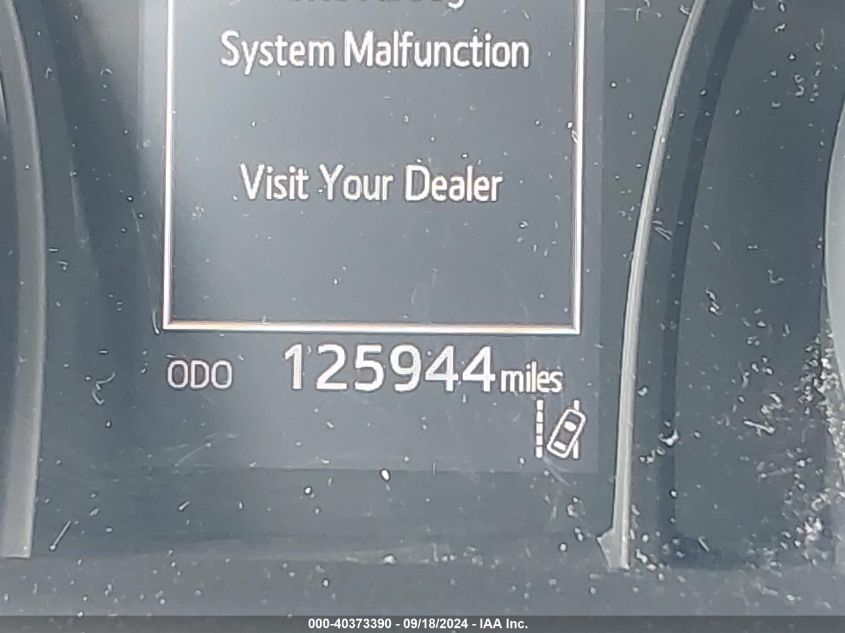 System Malfunction
Visit Your Dealer
ODO 125944 miles
000-40373390 - 09/18/2024 - IAA Inc.